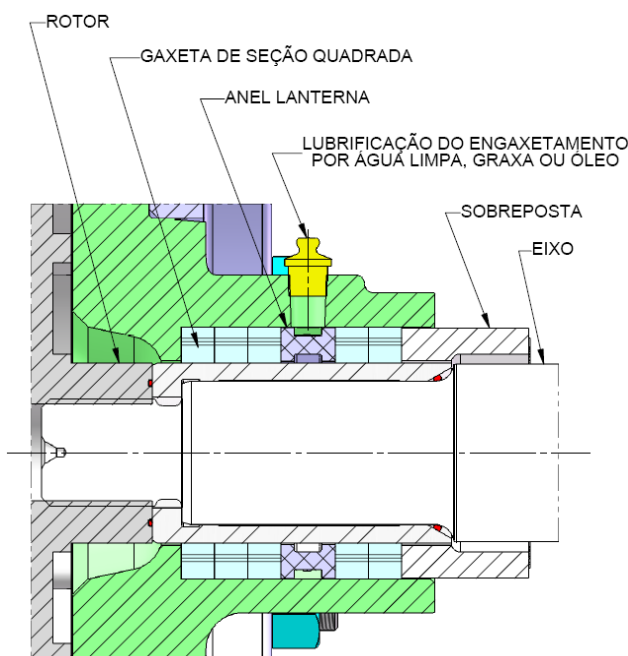 ROTOR
GAXETA DE SEÇÃO QUADRADA
ANEL LANTERNA
LUBRIFICAÇÃO DO ENGAXETAMENTO
POR ÁGUA LIMPA, GRAXA OU ÓLEO
SOBREPOSTA
EIXO